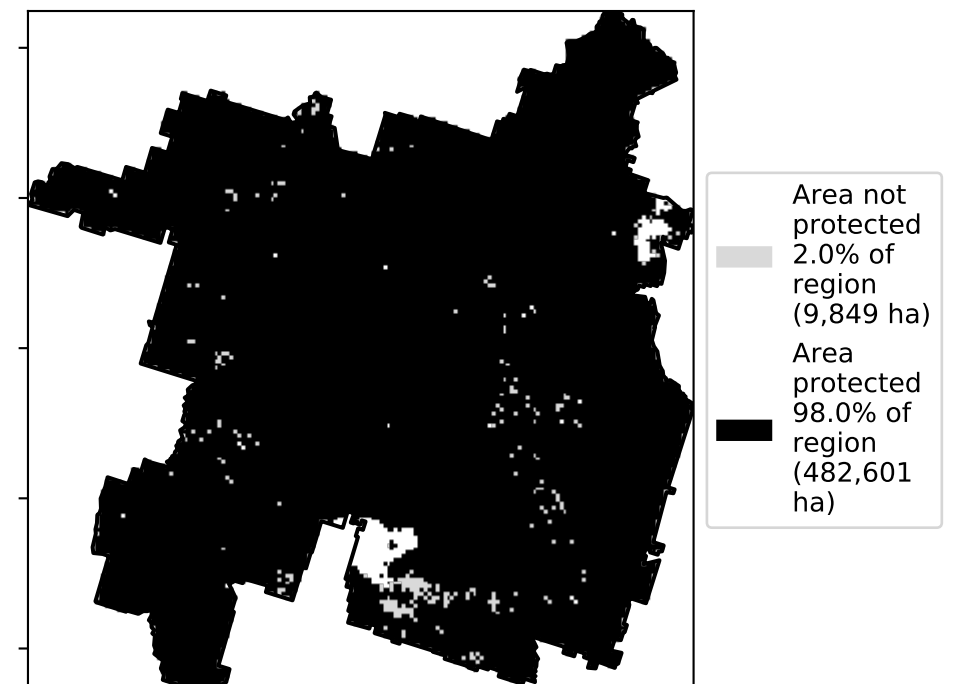 Area not
protected
2.0% of
region
(9,849 ha)
Area
protected
98.0% of
region
(482,601
ha)